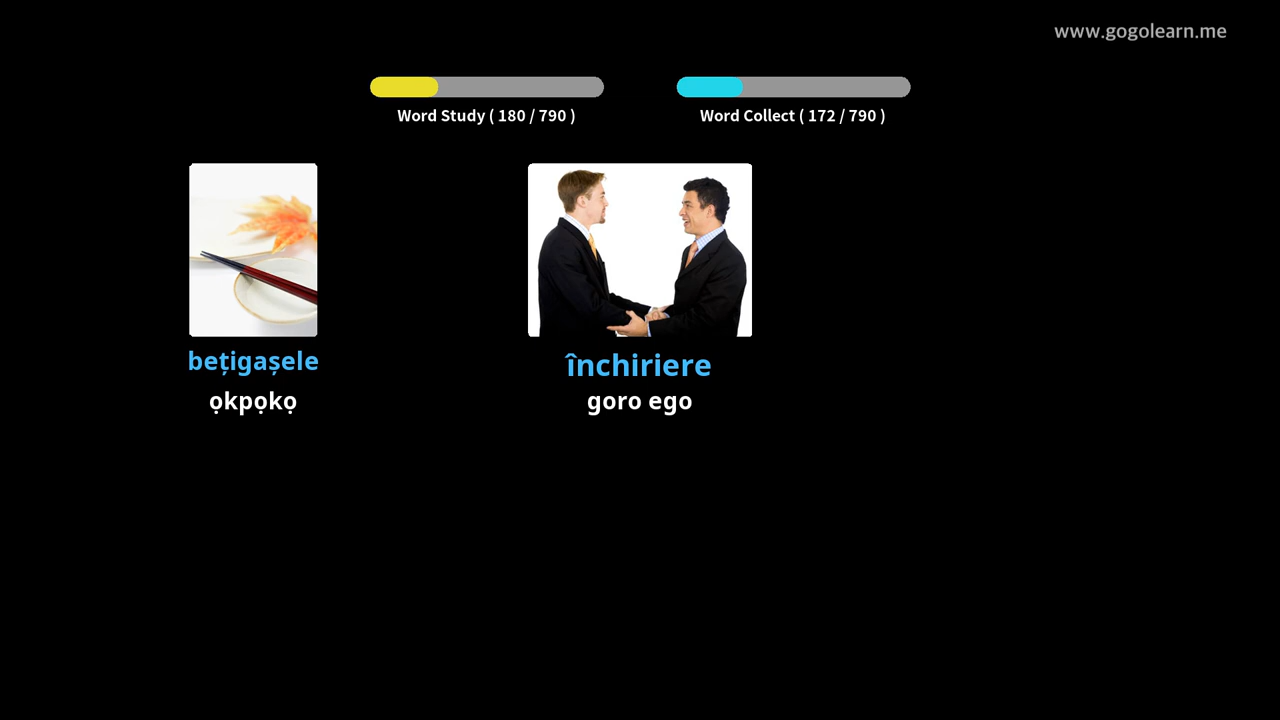 www.gogolearn.me
Word Study ( 180 / 790 )
Word Collect ( 172 / 790 )
bețigașele
ọkpọkọ
închiriere
goro ego